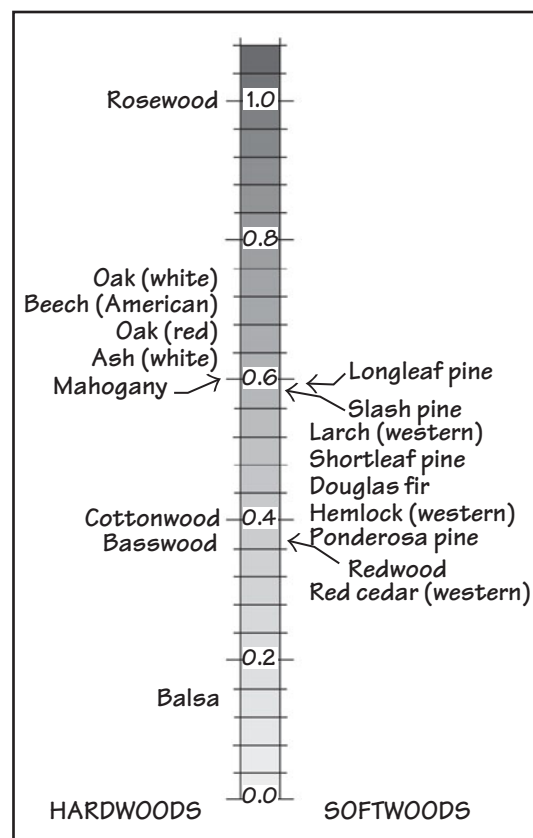 Rosewood
1.0
0.8
Oak (white)
Beech (American)
Oak (red)
Ash (white)
Mahogany
0.6
Longleaf pine
Slash pine
Larch (western)
Shortleaf pine
Douglas fir
Hemlock (western)
Ponderosa pine
Cottonwood
0.4
Basswood
Redwood
Red cedar (western)
0.2
Balsa
0.0
HARDWOODS
SOFTWOODS